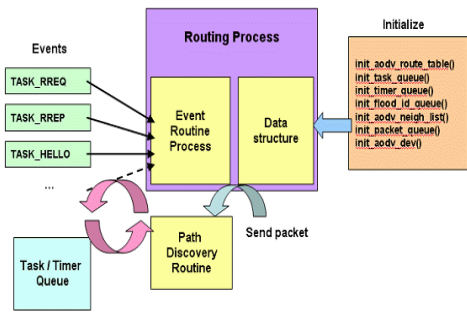 Events
TASK_RREQ
TASK_RREP
TASK_HELLO
...
Routing Process
Event
Routine
Process
Data
structure
Initialize
init_aodv_route_table()
init_task_queue()
init_timer_queue()
init_flood_id_queue()
init_aodv_neigh_list()
init_packet_queue()
init_aodv_dev()
Send packet
Path
Discovery
Routine
Task / Timer
Queue